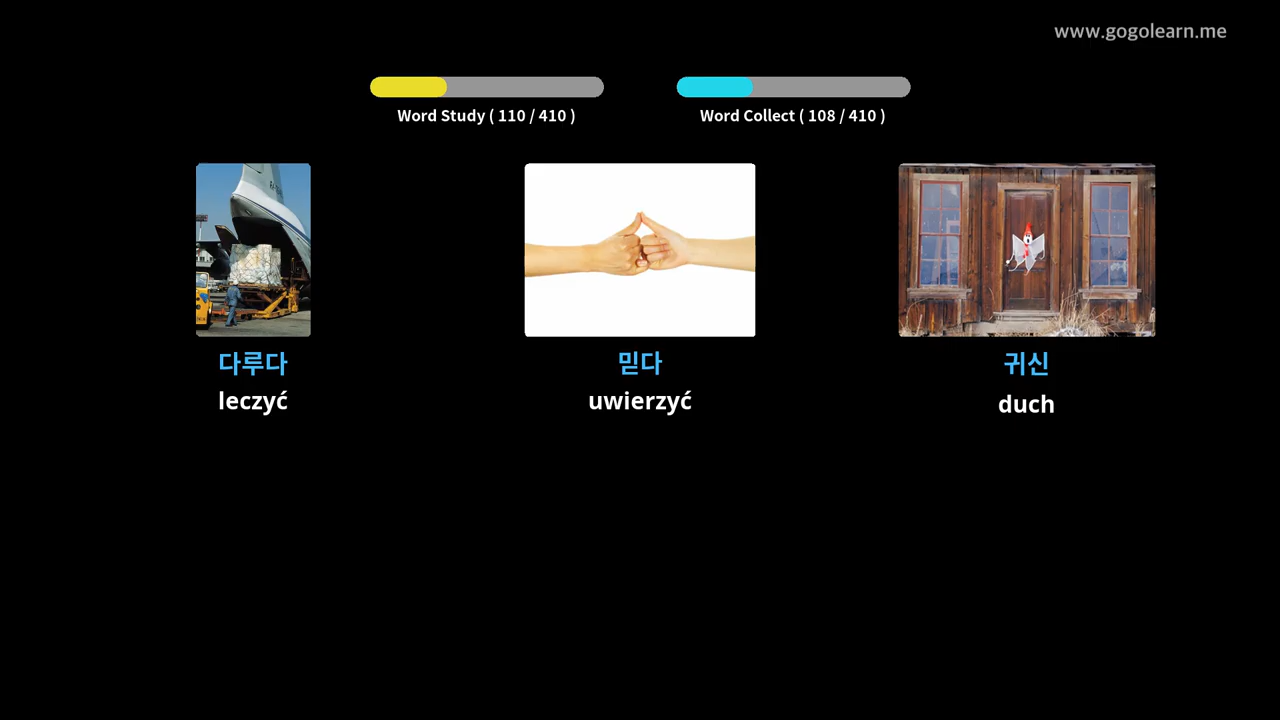 www.gogolearn.me
Word Study ( 110 / 410 )
Word Collect ( 108 / 410 )
다루다
leczyć
믿다
uwierzyć
귀신
duch